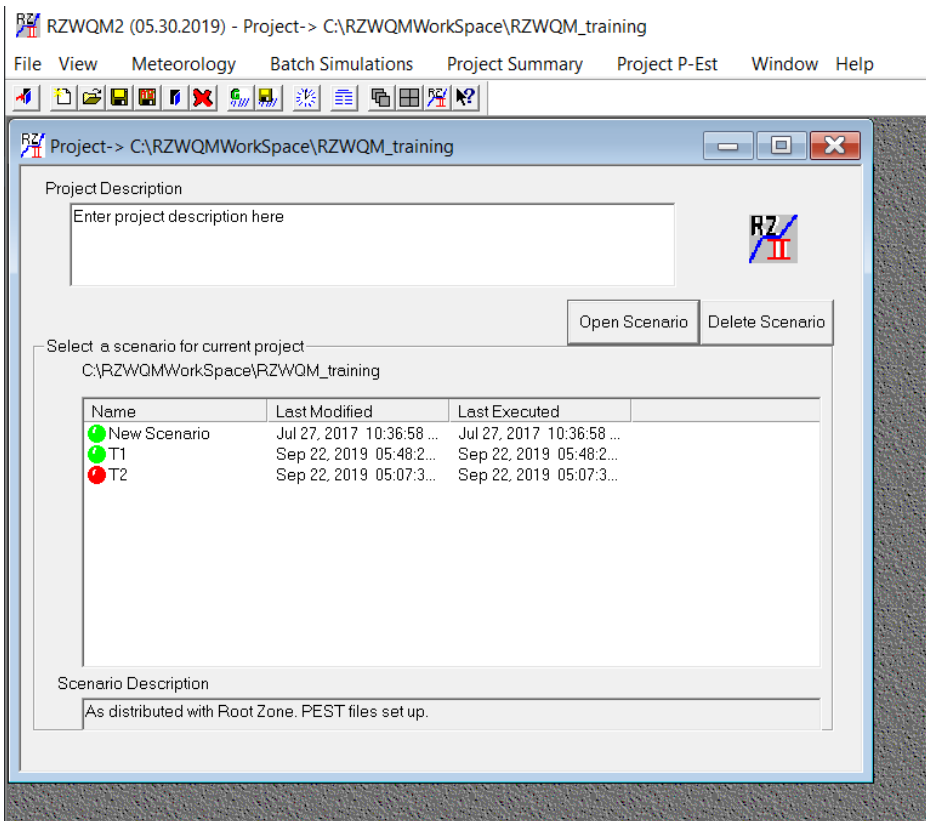 RZWQM2 (05.30.2019) - Project-> C:\RZWQMWorkSpace\RZWQM_training
File View Meteorology Batch Simulations Project Summary Project P-Est Window Help
Project-> C:\RZWQMWorkSpace\RZWQM_training
Project Description
Enter project description here
RZ
II
Open Scenario Delete Scenario
Select a scenario for current project
C:\RZWQMWorkSpace\RZWQM_training
Name Last Modified Last Executed
New Scenario Jul 27, 2017 10:36:58 ... Jul 27, 2017 10:36:58 ...
T1 Sep 22, 2019 05:48:2... Sep 22, 2019 05:48:2...
T2 Sep 22, 2019 05:07:3... Sep 22, 2019 05:07:3...
Scenario Description
As distributed with Root Zone. PEST files set up.